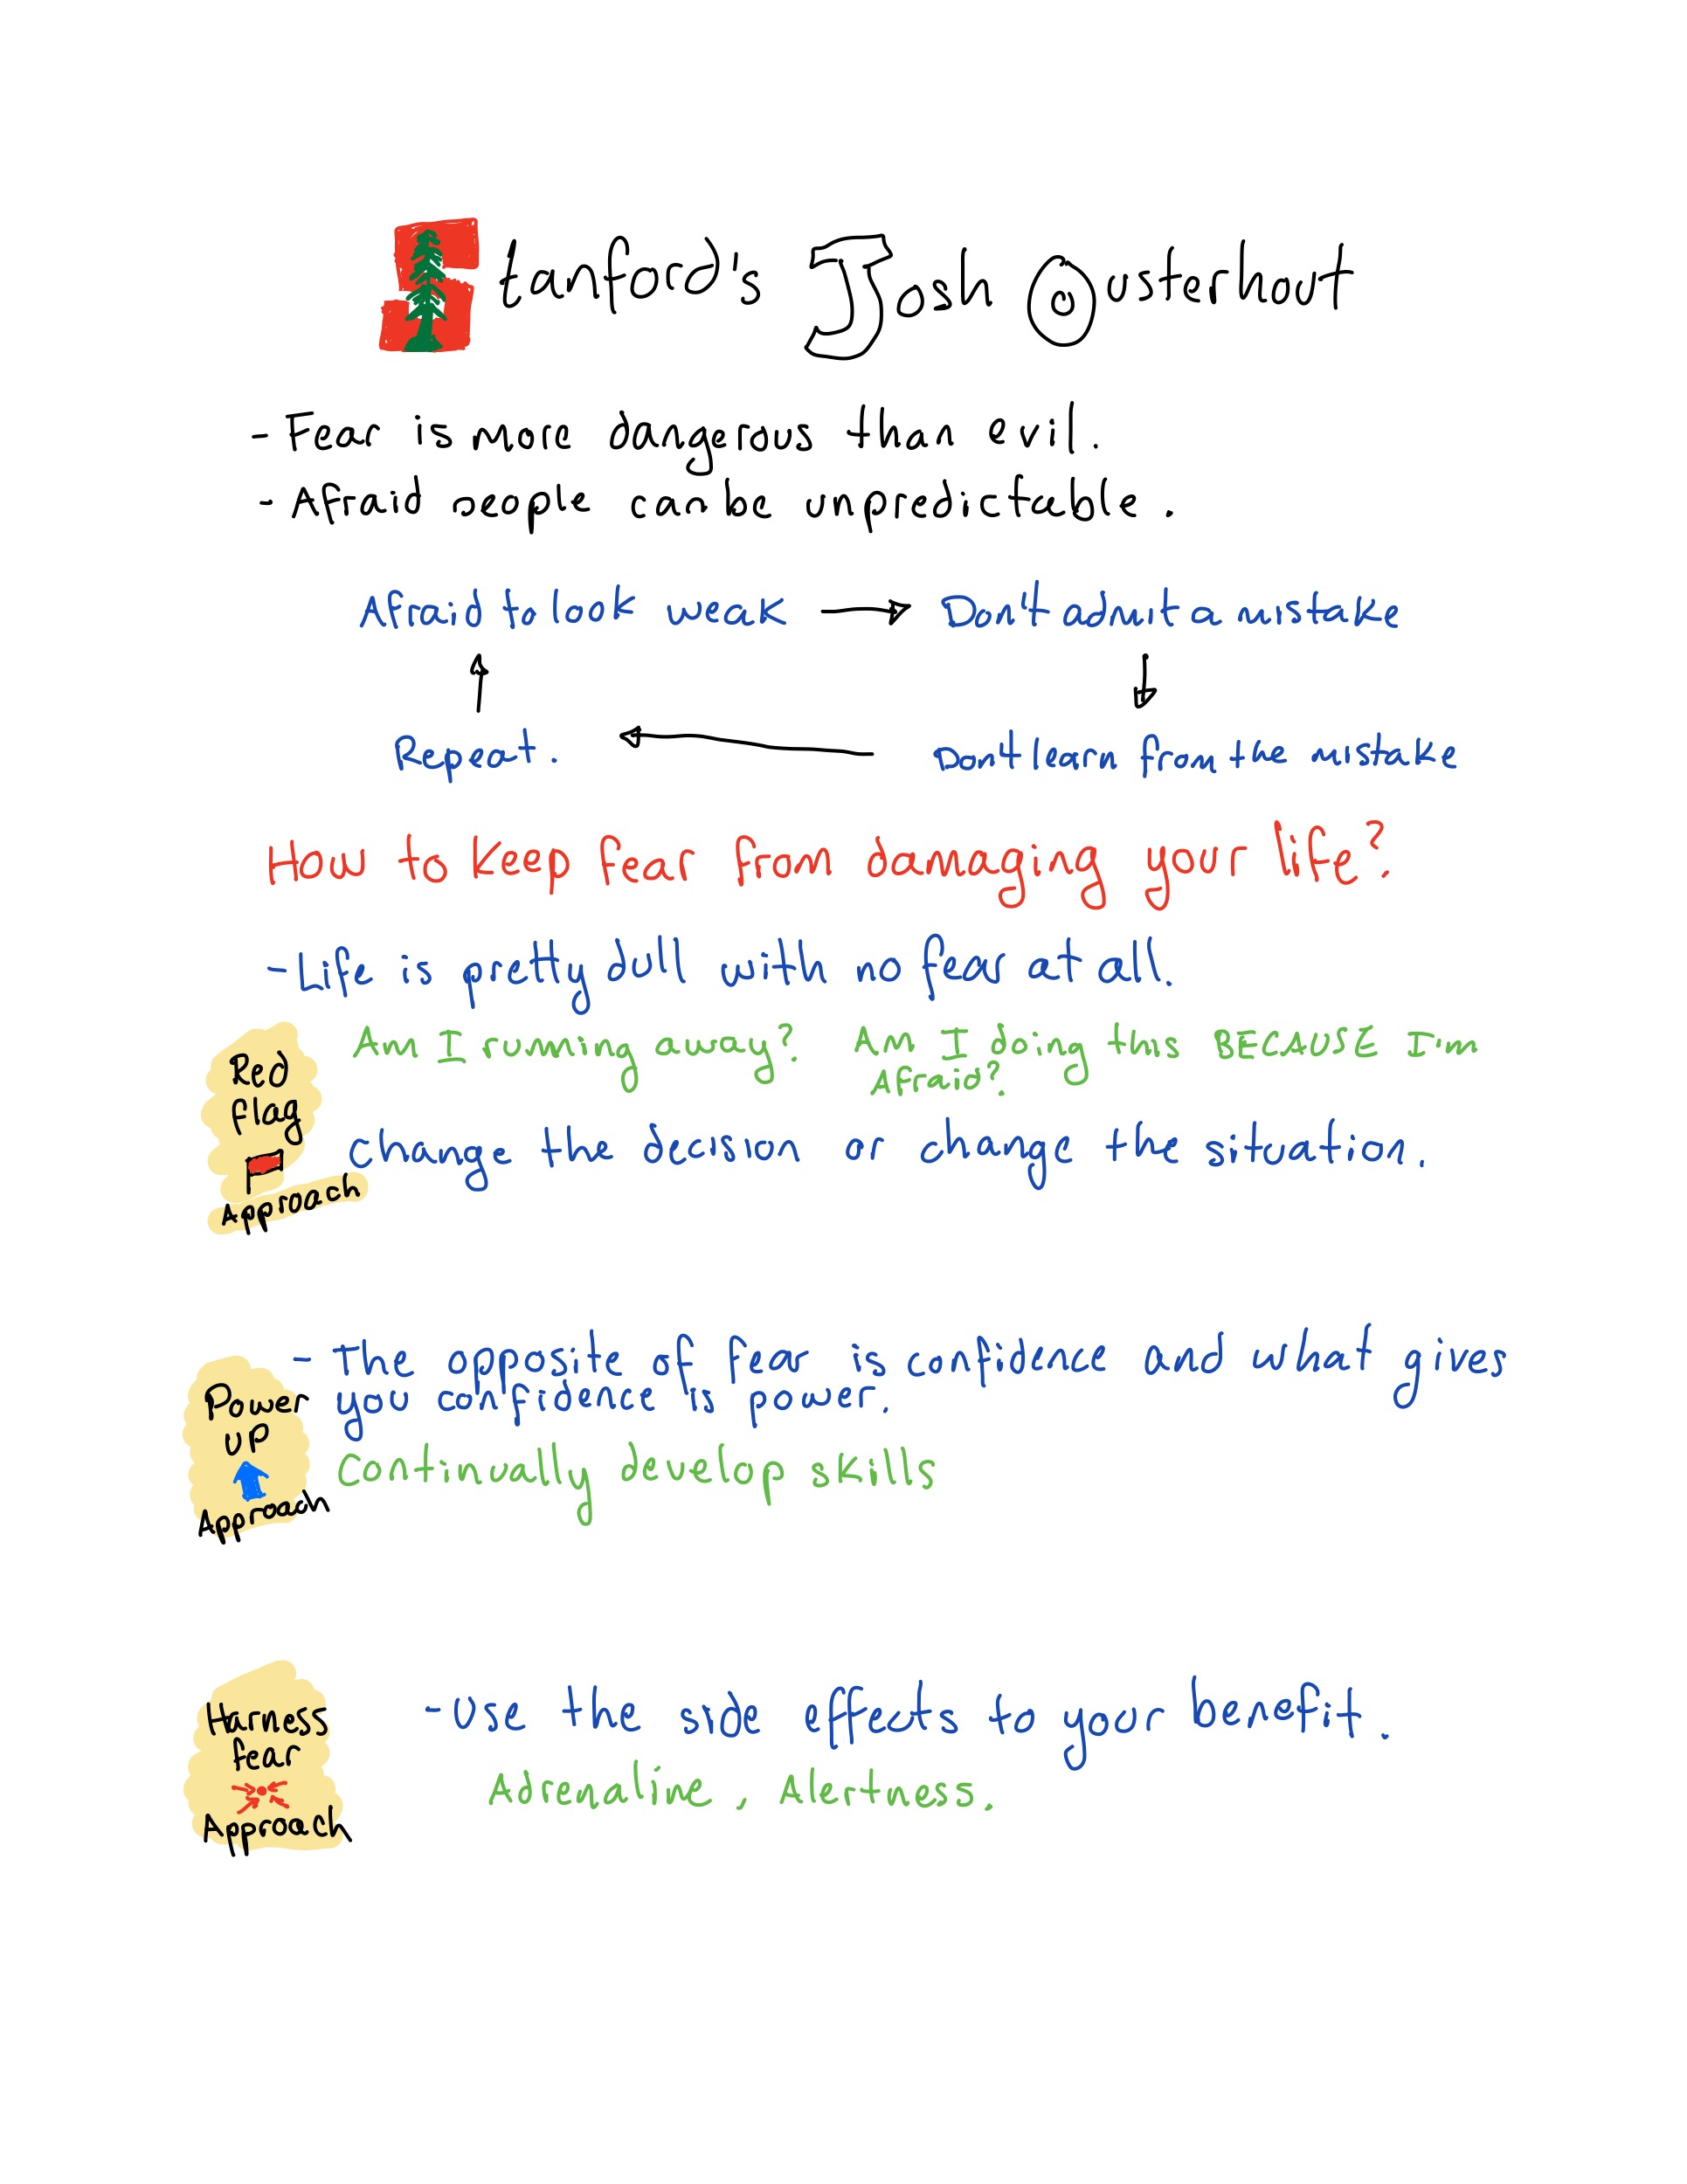 Stanford's Josh Ousterhout
- Fear is more dangerous than evil.
- Afraid people can be unpredictable.
Afraid to look weak → Don't admit a mistake
↑ ↓
Repeat. ← Don't learn from the mistake
How to keep fear from damaging your life?
- Life is pretty dull with no fear at all.
Red
flag
Approach
Am I running away? Am I doing this BECAUSE I'm
Afraid?
change the decision or change the situation.
Power
UP
Approach
- The opposite of fear is confidence and what gives
you confidence is power.
Continually develop skills
Harness
fear
Approach
- Use the side effects to your benefit.
Adrenaline, Alertness.